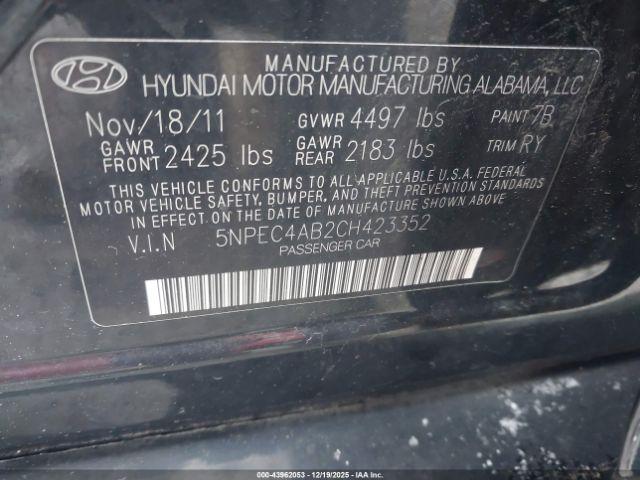 MANUFACTURED BY
HYUNDAI MOTOR MANUFACTURING ALABAMA, LLC
Nov/18/11 GVWR 4497 lbs PAINT 7B
GAWR FRONT 2425 lbs GAWR REAR 2183 lbs TRIM RY
THIS VEHICLE CONFORMS TO ALL APPLICABLE U.S.A. FEDERAL
MOTOR VEHICLE SAFETY, BUMPER, AND THEFT PREVENTION STANDARDS
IN EFFECT ON THE DATE OF MANUFACTURE SHOWN ABOVE.
V.I.N 5NPEC4AB2CH423352
PASSENGER CAR
000-43962053 - 12/19/2025 - IAAI.COM